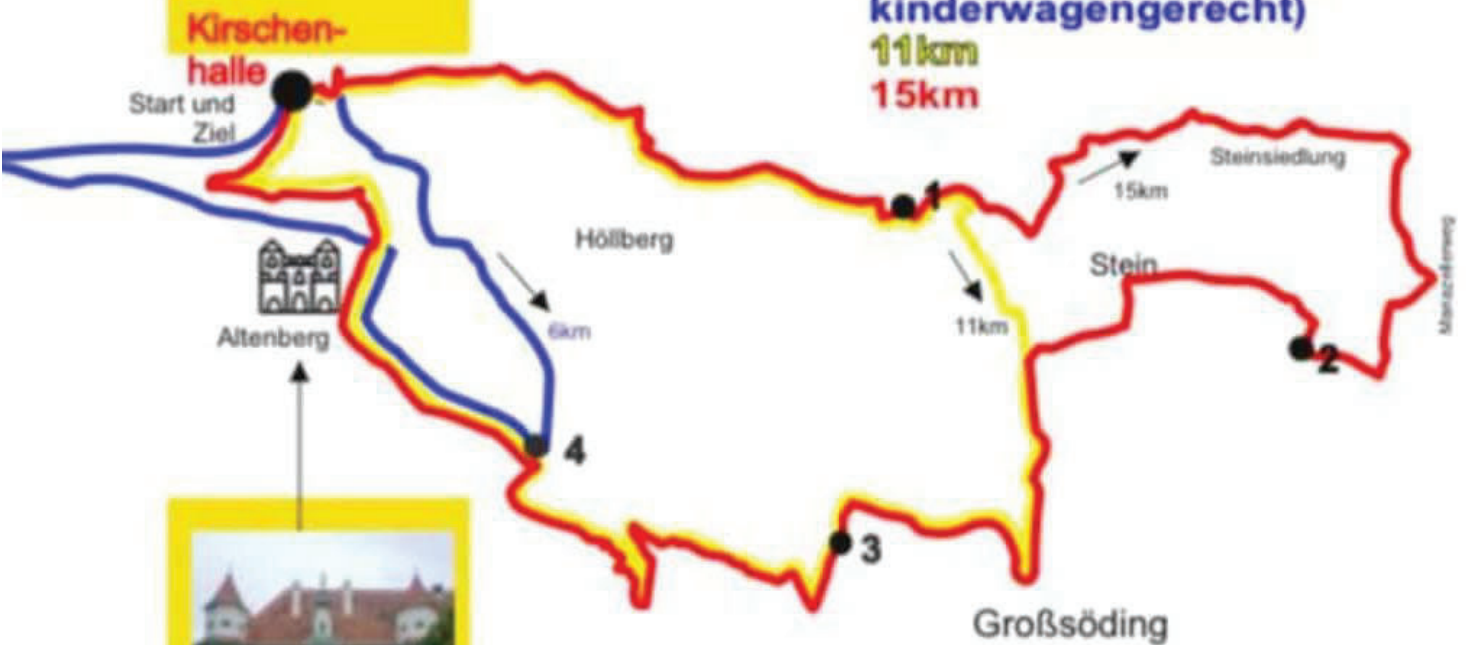 Kirschen-
halle
kinderwagengerecht)
11km
15km
Start und
Ziel
Steinsiedlung
15km
1
Höllberg
Stein
6km
11km
Altenberg
2
4
3
Großsöding